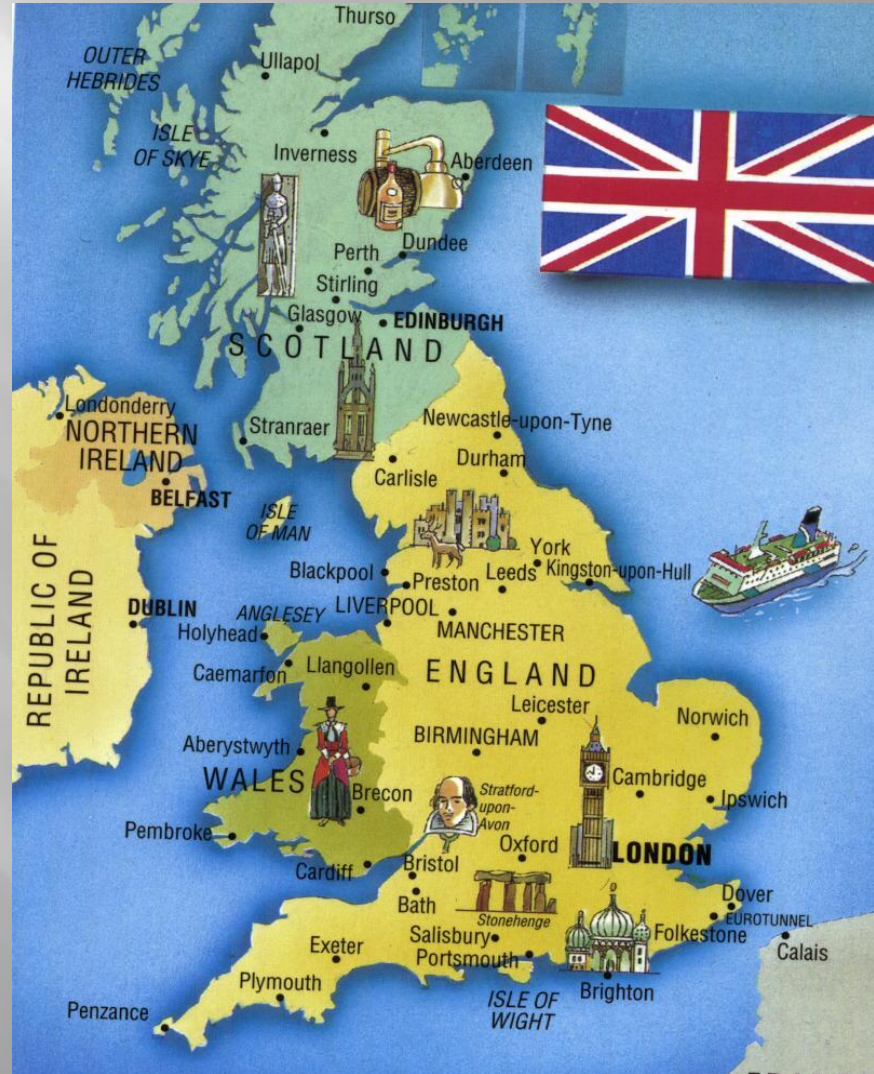 Thurso
OUTER
HEBRIDES
Ullapol
ISLE
OF SKYE
Inverness
Aberdeen
Perth
Dundee
Stirling
Glasgow
EDINBURGH
SCOTLAND
Londonderry
NORTHERN
IRELAND
BELFAST
Stranraer
Newcastle-upon-Tyne
Carlisle
Durham
ISLE
OF MAN
REPUBLIC OF
IRELAND
DUBLIN
Blackpool
Preston
Leeds
York
Kingston-upon-Hull
ANGLESEY
LIVERPOOL
MANCHESTER
Holyhead
Caemarfon
Llangollen
ENGLAND
Leicester
Norwich
Aberystwyth
BIRMINGHAM
WALES
Brecon
Stratford-
upon-
Avon
Cambridge
Ipswich
Pembroke
Cardiff
Bristol
Oxford
LONDON
Bath
Stonehenge
Dover
EUROTUNNEL
Folkestone
Calais
Exeter
Salisbury
Portsmouth
Plymouth
Brighton
ISLE OF
WIGHT
Penzance